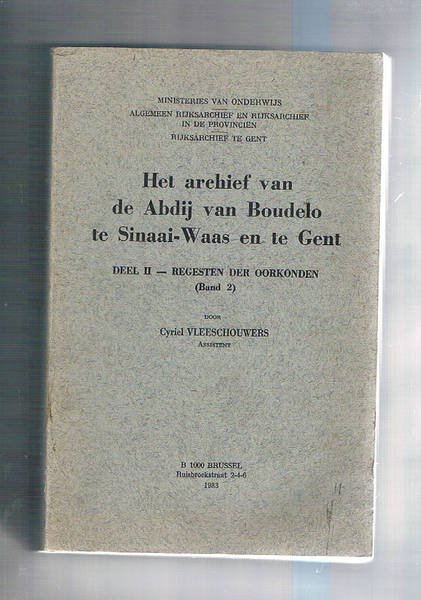 MINISTERIES VAN ONDERWIJS
ALGEMEEN RIJKSARCHIEF EN RIJKSARCHIEF
IN DE PROVINCIËN
RIJKSARCHIEF TE GENT
Het archief van
de Abdij van Boudelo
te Sinaai-Waas en te Gent
DEEL II — REGESTEN DER OORKONDEN
(Band 2)
DOOR
Cyriel VLEESCHOUWERS
ASSISTENT
B 1000 BRUSSEL
Ruisbroekstraat 2-4-6
1983